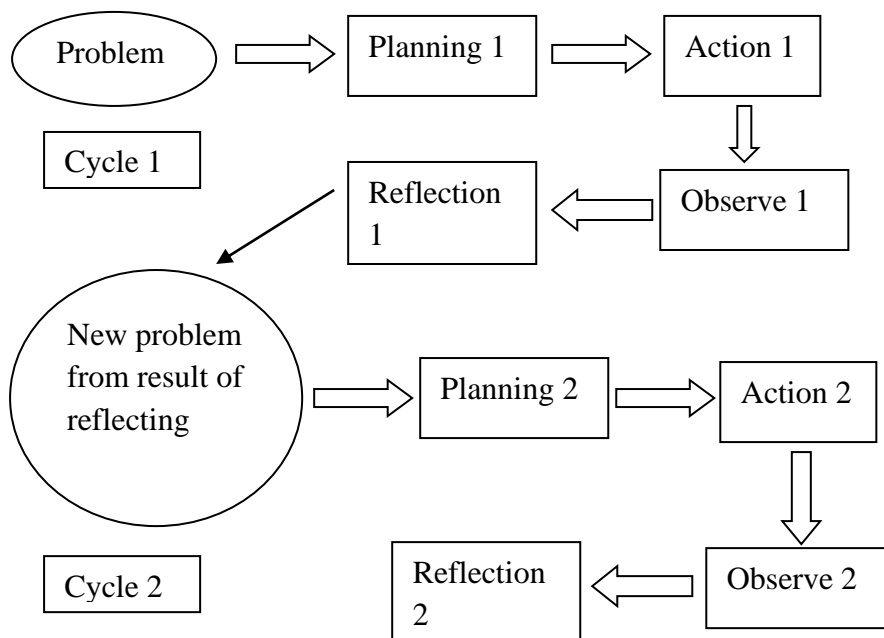 Problem
Planning 1
Action 1
Cycle 1
Reflection
1
Observe 1
New problem
from result of
reflecting
Planning 2
Action 2
Cycle 2
Reflection
2
Observe 2